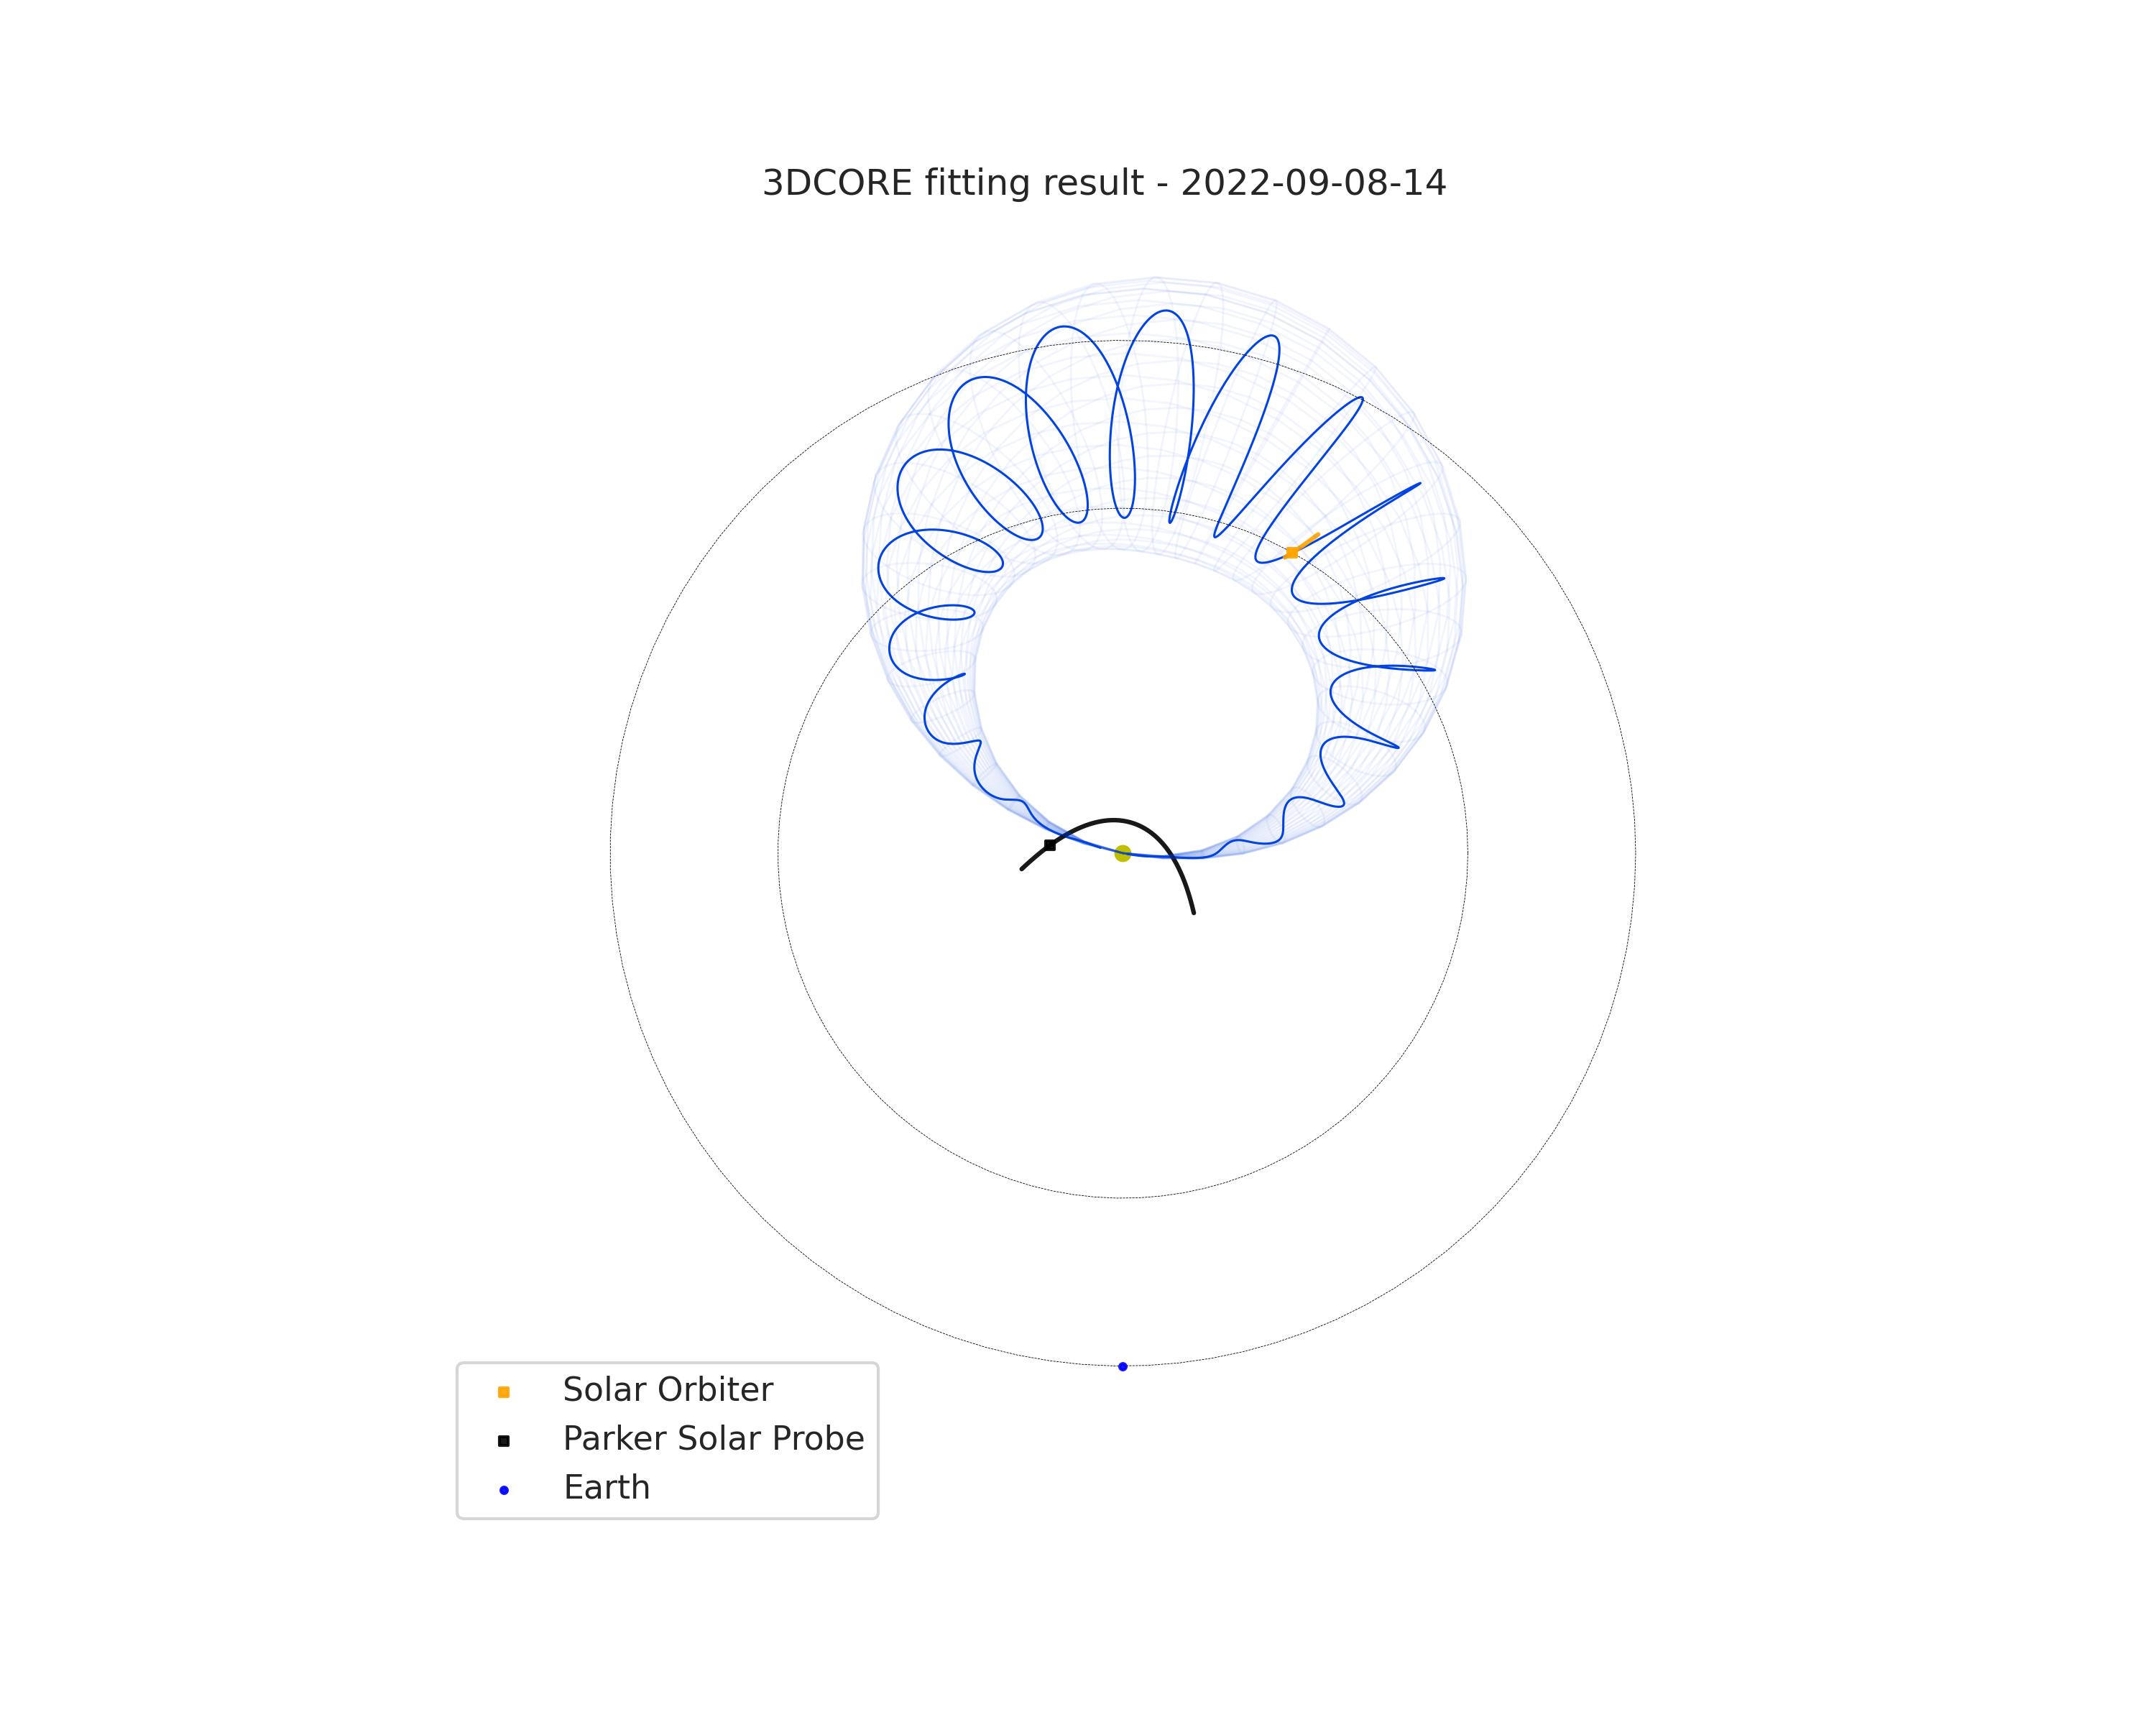 3DCORE fitting result - 2022-09-08-14
Solar Orbiter
Parker Solar Probe
Earth